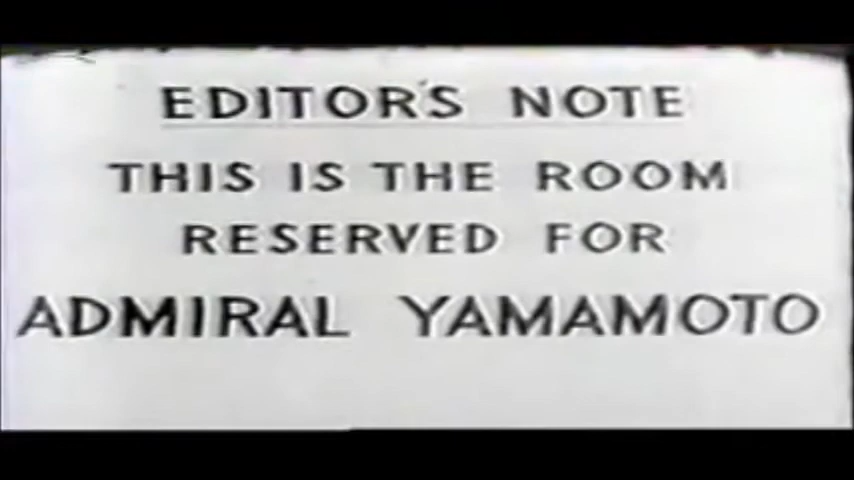 EDITOR'S NOTE
THIS IS THE ROOM
RESERVED FOR
ADMIRAL YAMAMOTO